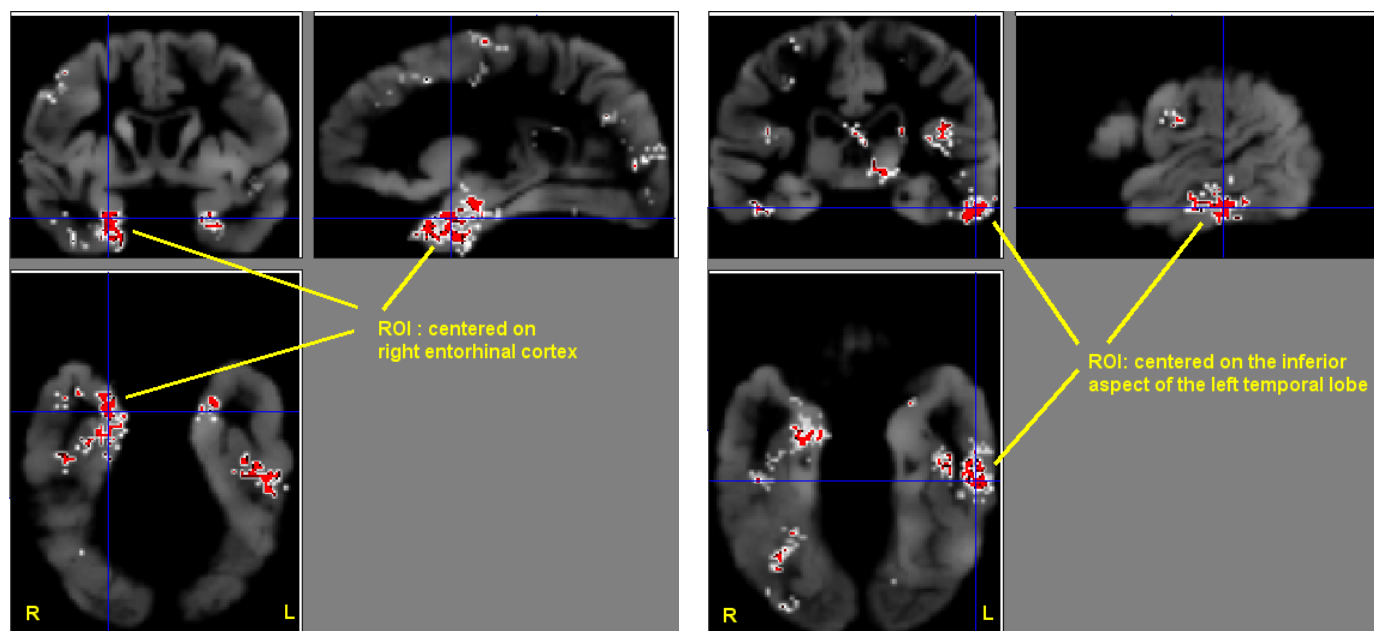 ROI : centered on
right entorhinal cortex
R
L
ROI: centered on the inferior
aspect of the left temporal lobe
R
L